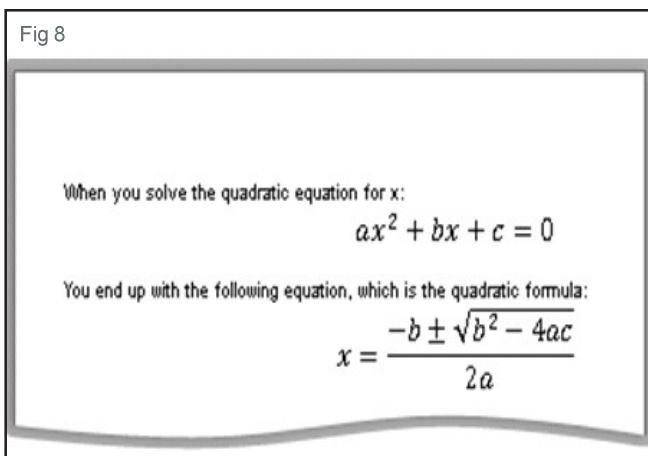 Fig 8
When you solve the quadratic equation for x:
ax² + bx + c = 0
You end up with the following equation, which is the quadratic formula:
x = (-b ± √(b² − 4ac)) / (2a)